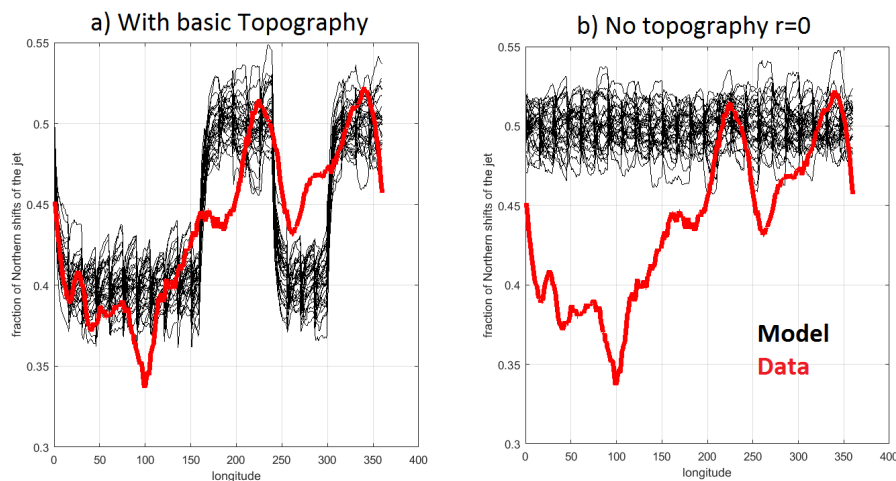 a) With basic Topography
b) No topography r=0
0.55
0.5
0.45
0.4
0.35
0.3
0 50 100 150 200 250 300 350 400
longitude
fraction of Northern shifts of the jet
0.55
0.5
0.45
0.4
0.35
0.3
0 50 100 150 200 250 300 350 400
longitude
fraction of Northern shifts of the jet
Model
Data